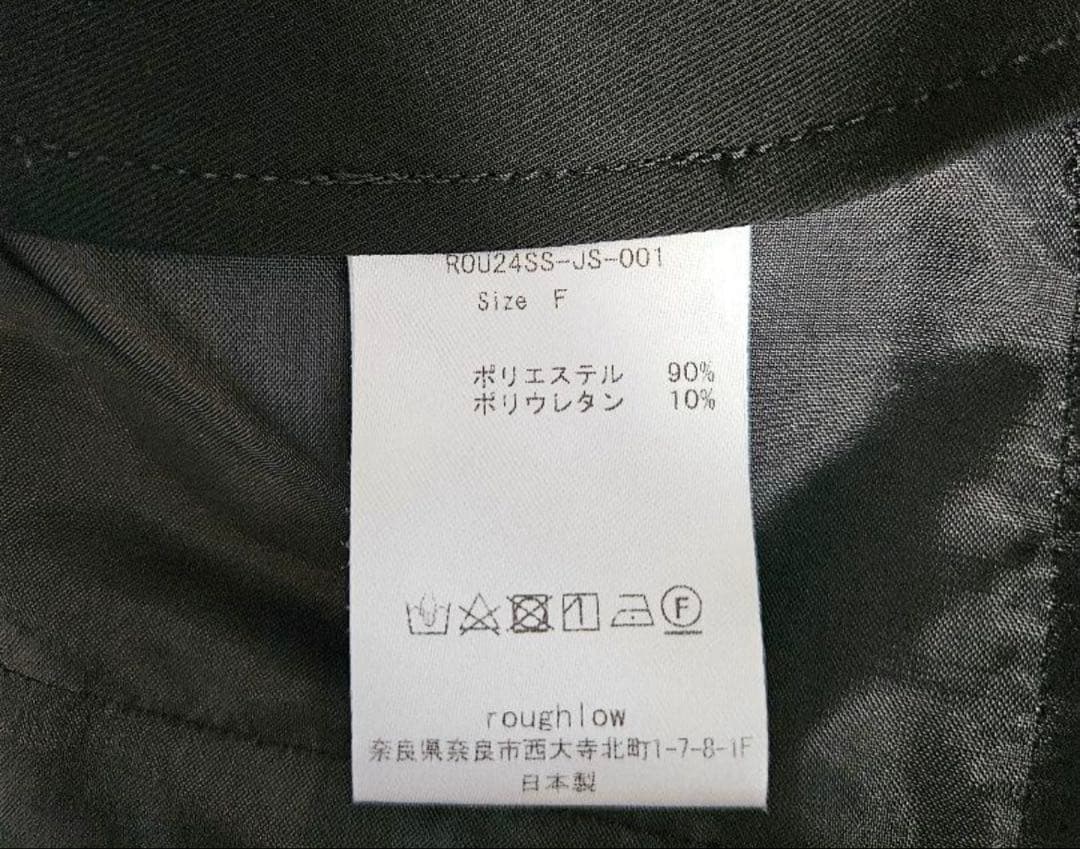 ROU24SS-JS-001
Size F
ポリエステル 90%
ポリウレタン 10%
F
roughlow
奈良県奈良市西大寺北町1-7-8-1F
日本製